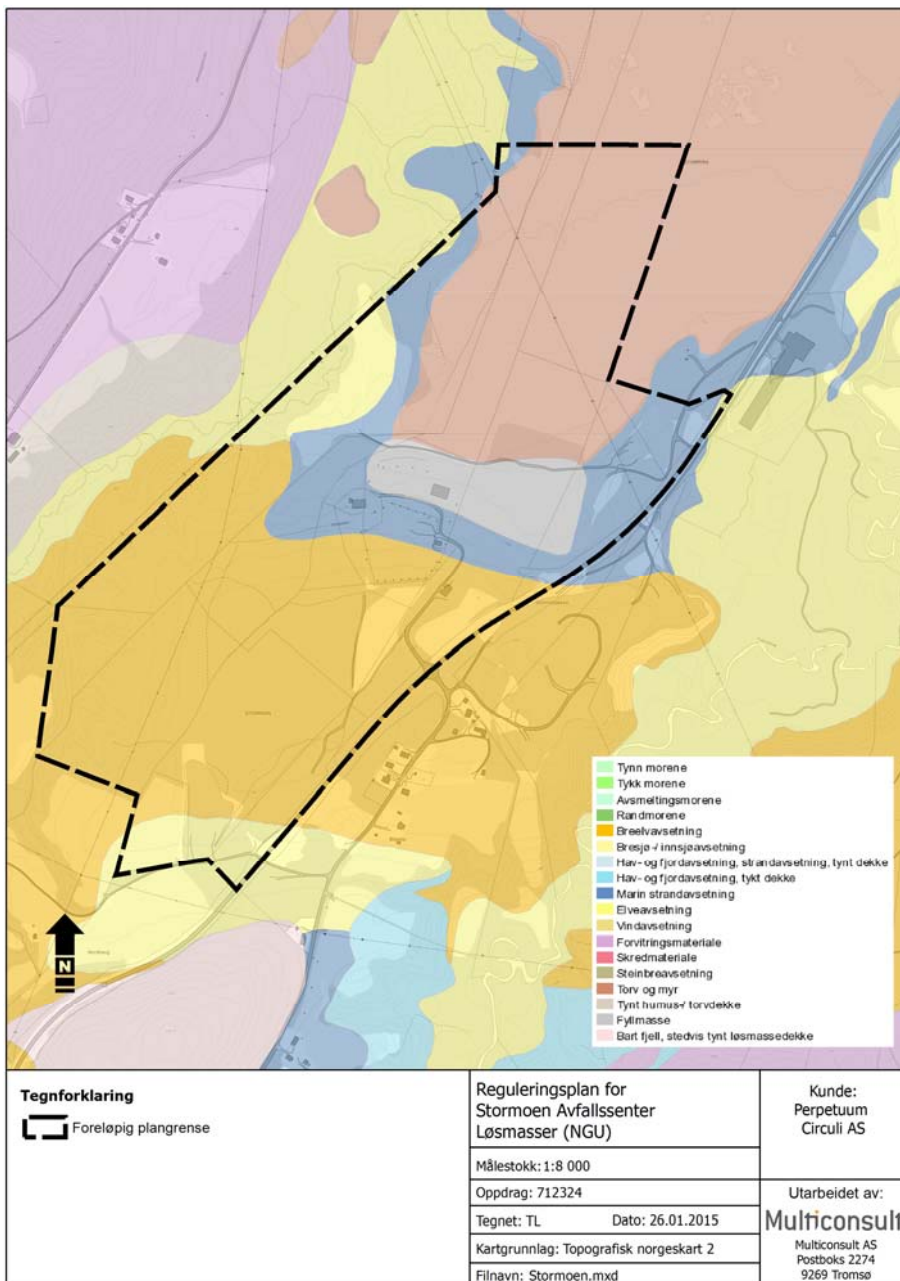 Tynn morene
Tykk morene
Avsmeltingsmorene
Randmorene
Breelvavsetning
Bresjø-/ innsjøavsetning
Hav- og fjordavsetning, strandavsetning, tynt dekke
Hav- og fjordavsetning, tykt dekke
Marin strandavsetning
Elveavsetning
Vindavsetning
Forvitringsmateriale
Skredmateriale
Steinbreavsetning
Torv og myr
Tynt humus-/ torvdekke
Fyllmasse
Bart fjell, stedvis tynt løsmassedekke
N
Tegnforklaring
Foreløpig plangrense
Reguleringsplan for
Stormoen Avfallssenter
Løsmasser (NGU)
Målestokk: 1:8 000
Oppdrag: 712324
Tegnet: TL Dato: 26.01.2015
Kartgrunnlag: Topografisk norgeskart 2
Filnavn: Stormoen.mxd
Kunde:
Perpetuum
Circuli AS
Utarbeidet av:
Multiconsult
Multiconsult AS
Postboks 2274
9269 Tromsø